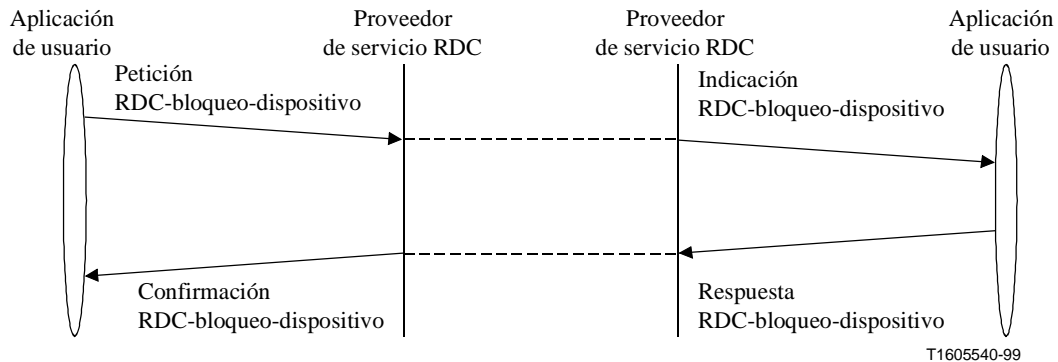 Aplicación
de usuario
Proveedor
de servicio RDC
Proveedor
de servicio RDC
Aplicación
de usuario
Petición
RDC-bloqueo-dispositivo
Indicación
RDC-bloqueo-dispositivo
Confirmación
RDC-bloqueo-dispositivo
Respuesta
RDC-bloqueo-dispositivo
T1605540-99